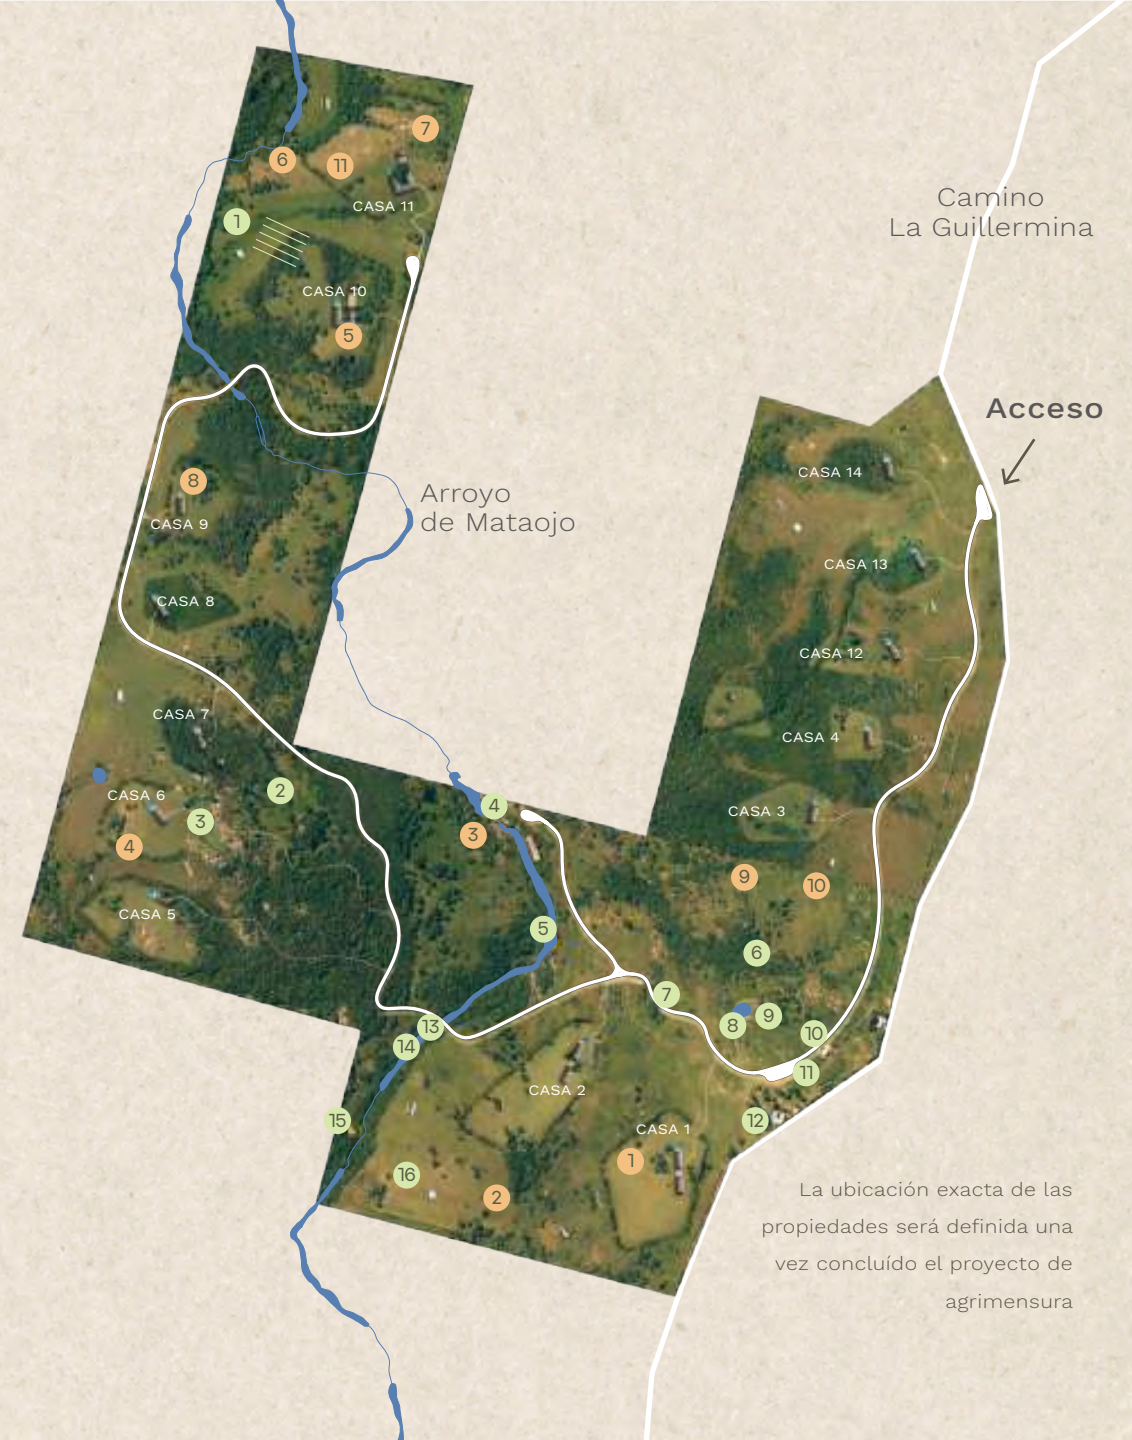 7
6
11
CASA 11
1
Camino
La Guillermina
CASA 10
5
Acceso
CASA 14
8
Arroyo
de Mataojo
CASA 9
CASA 13
CASA 8
CASA 12
CASA 7
CASA 4
2
CASA 6
3
4
CASA 3
4
3
9
10
CASA 5
5
6
7
8
9
13
10
14
11
CASA 2
15
12
CASA 1
1
16
2
La ubicación exacta de las
propiedades será definida una
vez concluído el proyecto de
agrimensura